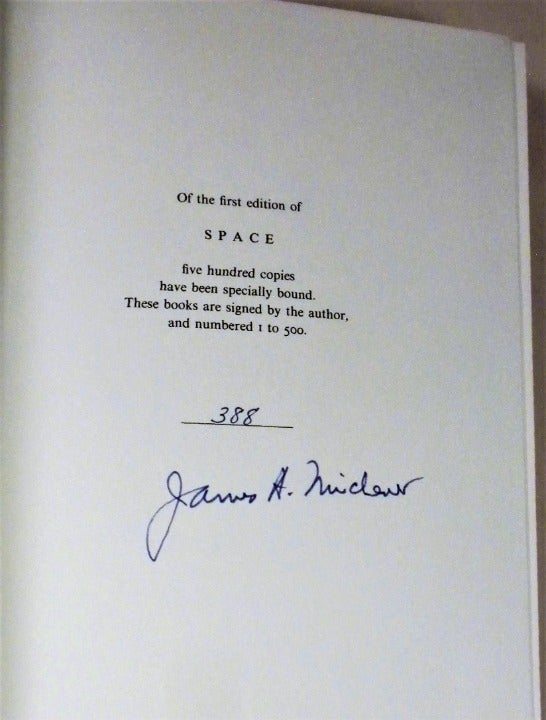 Of the first edition of
SPACE
five hundred copies
have been specially bound.
These books are signed by the author,
and numbered 1 to 500.
388
James A. Michener